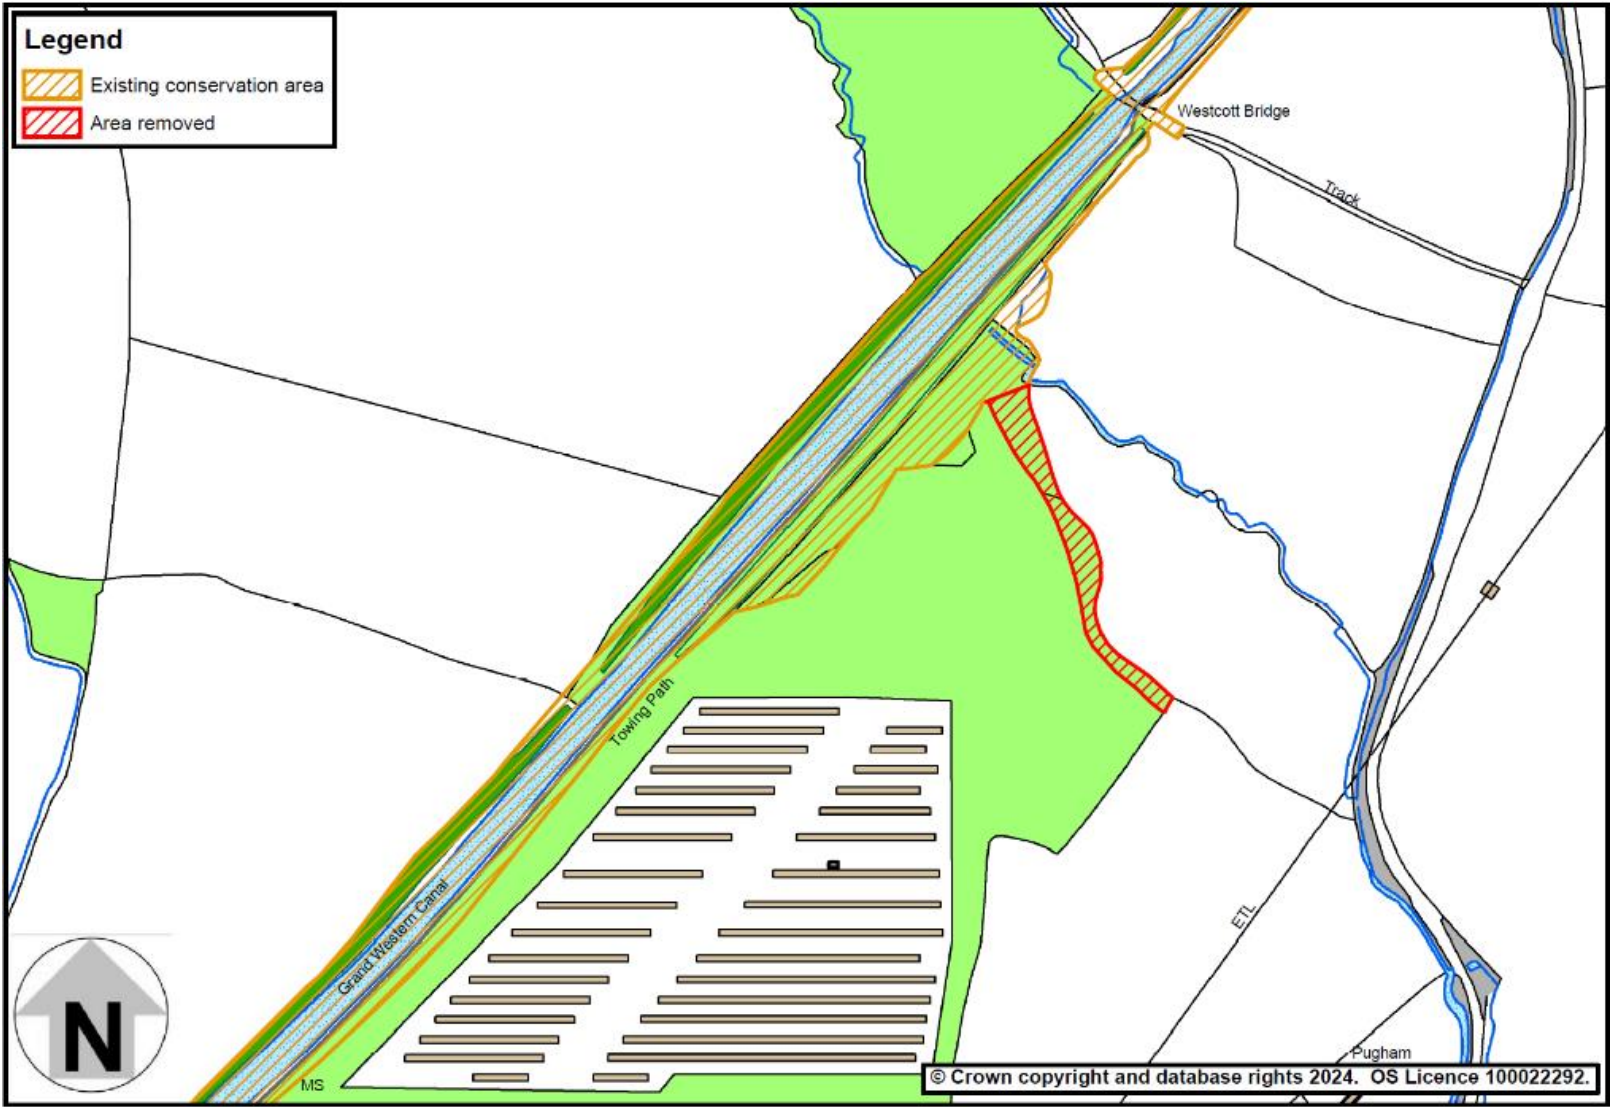 Legend
Existing conservation area
Area removed
Westcott Bridge
Track
Towing Path
Grand Western Canal
ETL
N
MS
Pugham
© Crown copyright and database rights 2024. OS Licence 100022292.